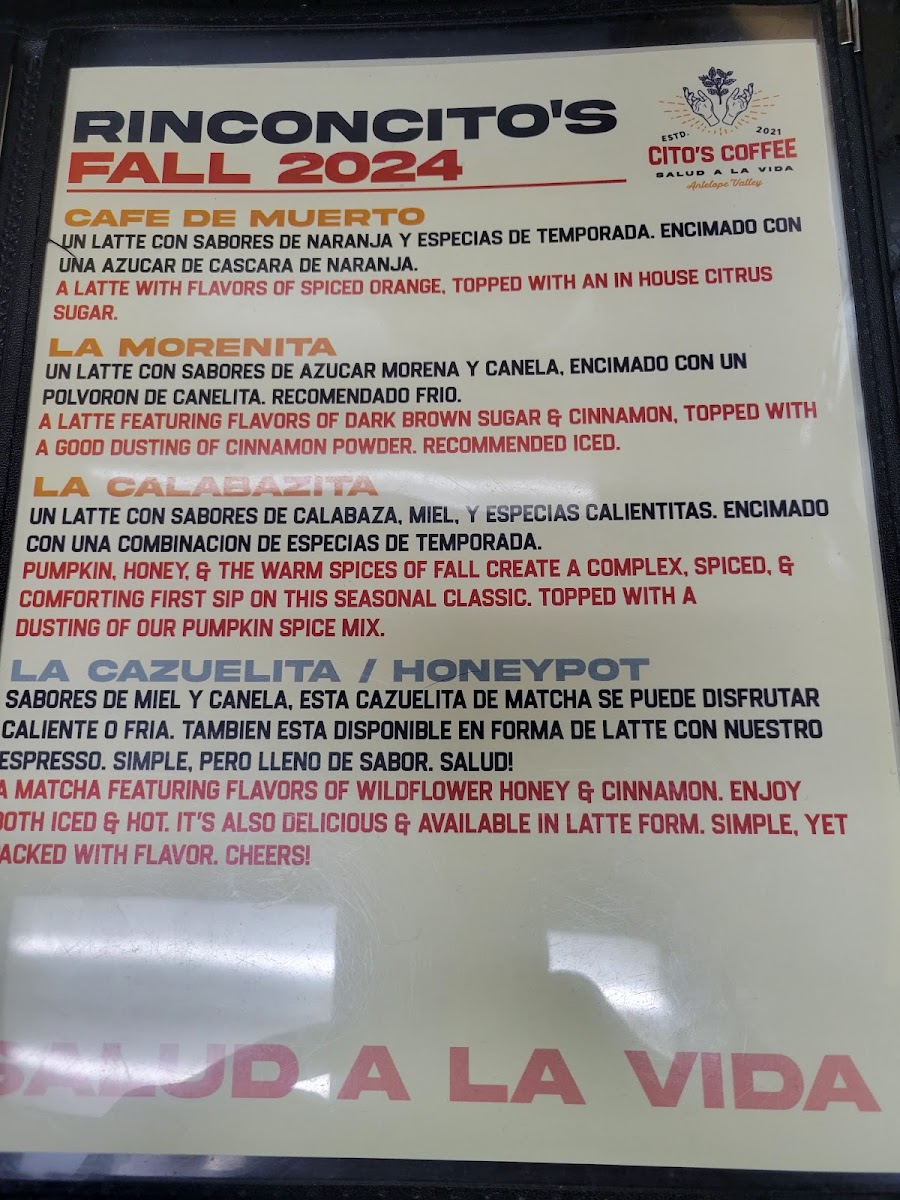 RINCONCITO'S
FALL 2024
ESTD. 2021
CITO'S COFFEE
SALUD A LA VIDA
Antelope Valley
CAFE DE MUERTO
UN LATTE CON SABORES DE NARANJA Y ESPECIAS DE TEMPORADA. ENCIMADO CON
UNA AZUCAR DE CASCARA DE NARANJA.
A LATTE WITH FLAVORS OF SPICED ORANGE, TOPPED WITH AN IN HOUSE CITRUS
SUGAR.
LA MORENITA
UN LATTE CON SABORES DE AZUCAR MORENA Y CANELA, ENCIMADO CON UN
POLVORON DE CANELITA. RECOMENDADO FRIO.
A LATTE FEATURING FLAVORS OF DARK BROWN SUGAR & CINNAMON, TOPPED WITH
A GOOD DUSTING OF CINNAMON POWDER. RECOMMENDED ICED.
LA CALABAZITA
UN LATTE CON SABORES DE CALABAZA, MIEL, Y ESPECIAS CALIENTITAS. ENCIMADO
CON UNA COMBINACION DE ESPECIAS DE TEMPORADA.
PUMPKIN, HONEY, & THE WARM SPICES OF FALL CREATE A COMPLEX, SPICED, &
COMFORTING FIRST SIP ON THIS SEASONAL CLASSIC. TOPPED WITH A
DUSTING OF OUR PUMPKIN SPICE MIX.
LA CAZUELITA / HONEYPOT
SABORES DE MIEL Y CANELA, ESTA CAZUELITA DE MATCHA SE PUEDE DISFRUTAR
CALIENTE O FRIA. TAMBIEN ESTA DISPONIBLE EN FORMA DE LATTE CON NUESTRO
ESPRESSO. SIMPLE, PERO LLENO DE SABOR. SALUD!
A MATCHA FEATURING FLAVORS OF WILDFLOWER HONEY & CINNAMON. ENJOY
BOTH ICED & HOT. IT'S ALSO DELICIOUS & AVAILABLE IN LATTE FORM. SIMPLE, YET
ACKED WITH FLAVOR. CHEERS!
SALUD A LA VIDA